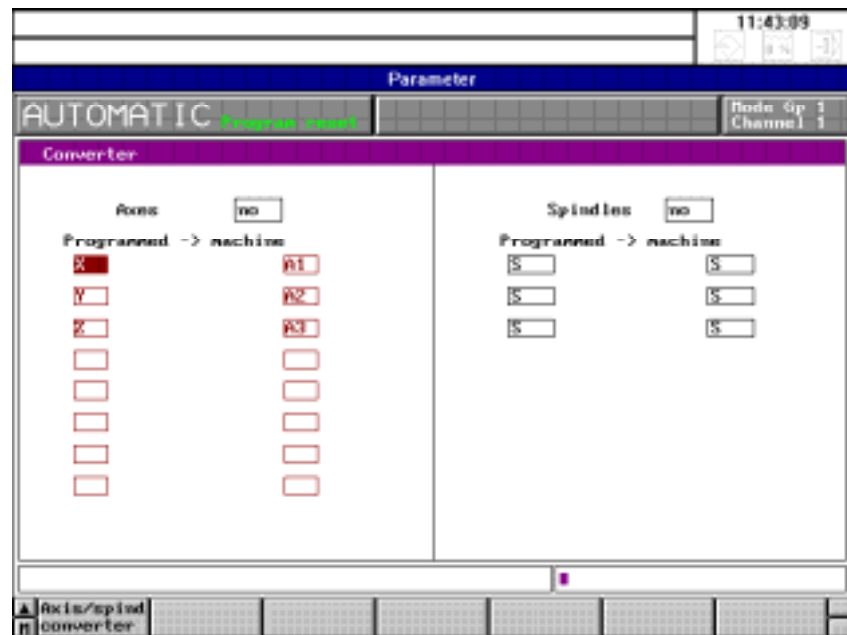 11:43:09
Parameter
AUTOMATIC Program reset
Mode Gp 1
Channel 1
Converter
Axes no
Programmed -> machine
X A1
Y A2
Z A3
Spindles no
Programmed -> machine
S S
S S
S S
Axis/spind
M converter